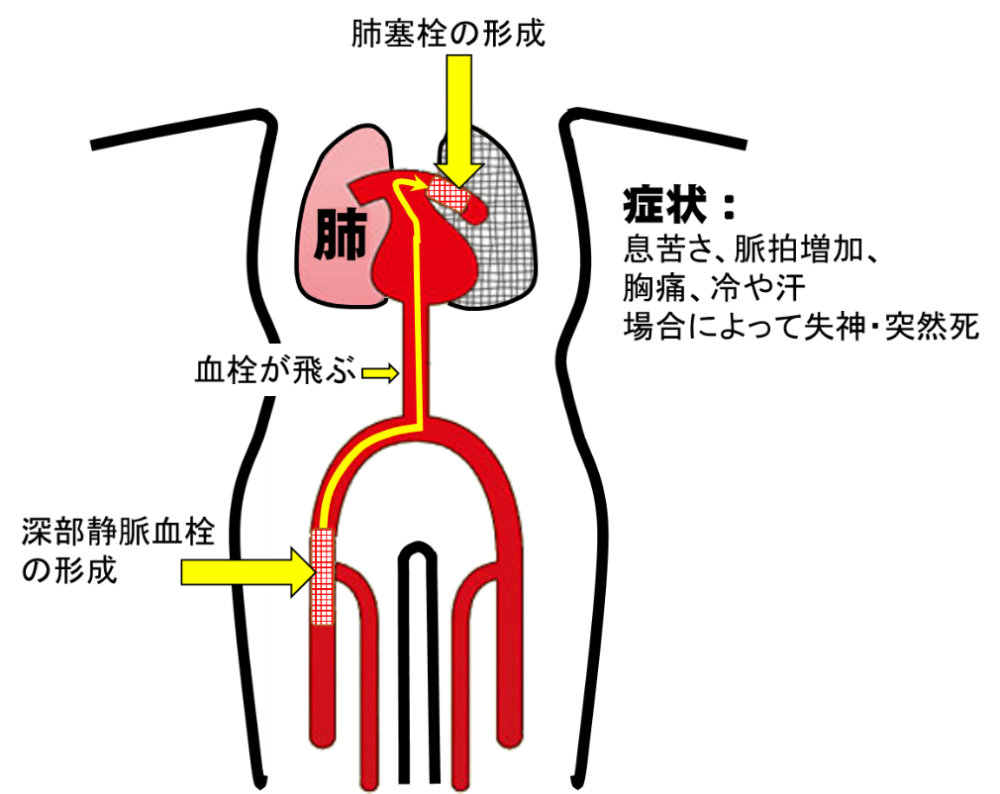 肺塞栓の形成
肺
症状：
息苦さ、脈拍増加、
胸痛、冷や汗
場合によって失神・突然死
血栓が飛ぶ
深部静脈血栓
の形成